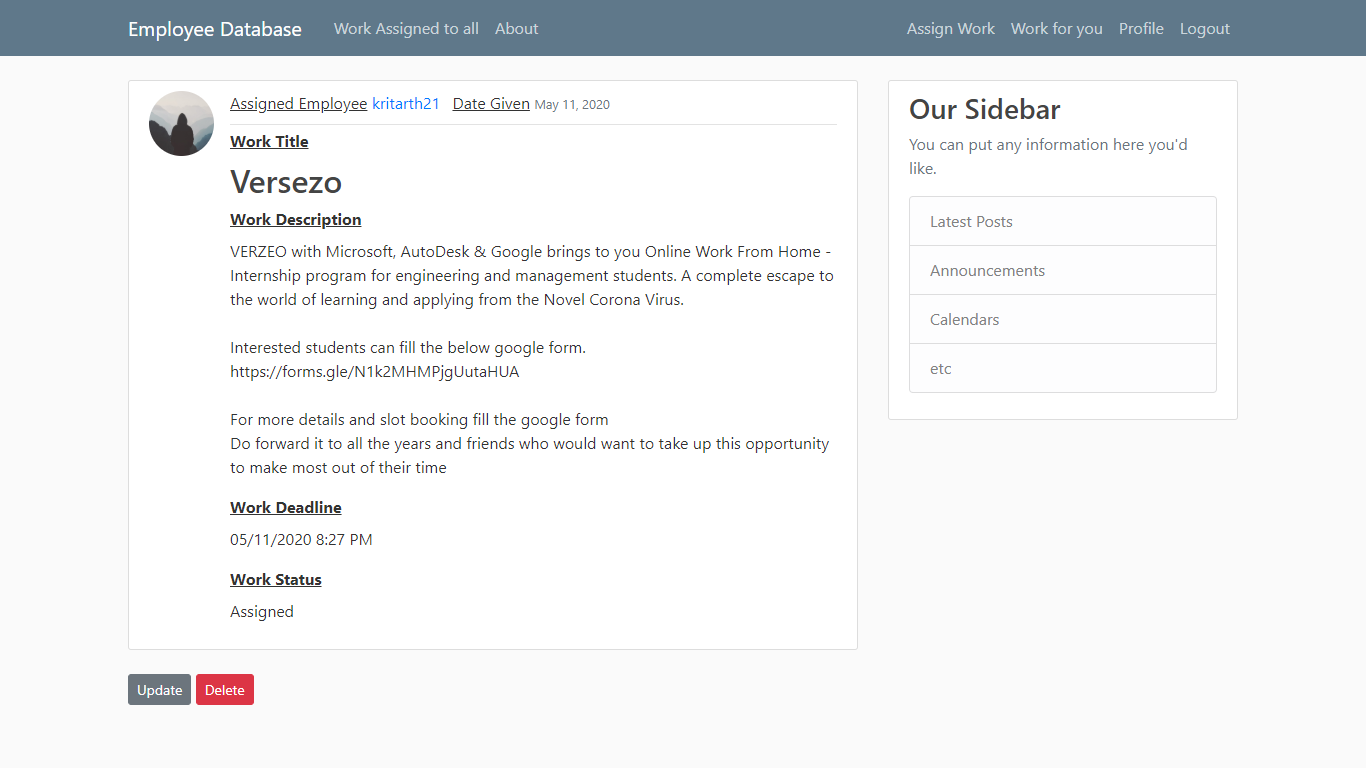 Employee Database Work Assigned to all About Assign Work Work for you Profile Logout
Assigned Employee kritarth21 Date Given May 11, 2020
Work Title
Versezo
Work Description
VERZEO with Microsoft, AutoDesk & Google brings to you Online Work From Home -
Internship program for engineering and management students. A complete escape to
the world of learning and applying from the Novel Corona Virus.
Interested students can fill the below google form.
https://forms.gle/N1k2MHMPjgUutaHUA
For more details and slot booking fill the google form
Do forward it to all the years and friends who would want to take up this opportunity
to make most out of their time
Work Deadline
05/11/2020 8:27 PM
Work Status
Assigned
Update Delete
Our Sidebar
You can put any information here you'd
like.
Latest Posts
Announcements
Calendars
etc